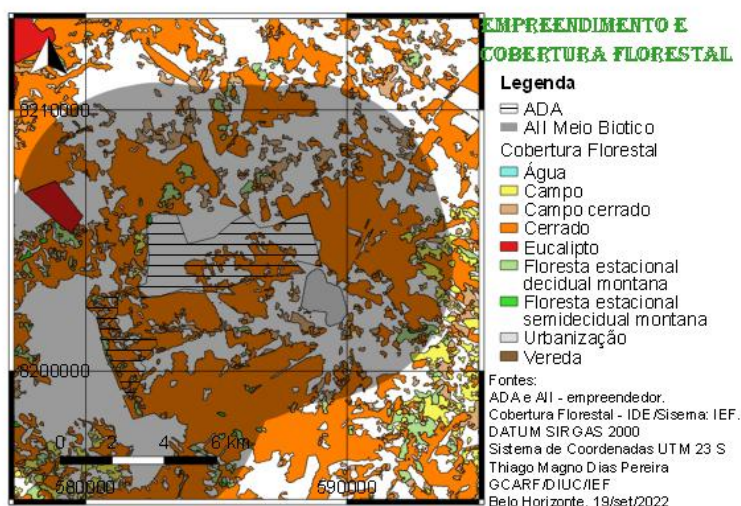 EMPREENDIMENTO E
COBERTURA FLORESTAL
Legenda
ADA
AII Meio Biotico
Cobertura Florestal
Água
Campo
Campo cerrado
Cerrado
Eucalipto
Floresta estacional
decidual montana
Floresta estacional
semidecidual montana
Urbanização
Vereda
Fontes:
ADA e AII - empreendedor.
Cobertura Florestal - IDE/Sisema: IEF.
DATUM SIRGAS 2000
Sistema de Coordenadas UTM 23 S
Thiago Magno Dias Pereira
GCARF/DIUC/IEF
Belo Horizonte, 19/set/2022
8210000
8200000
0 2 4 6 km
580000 590000